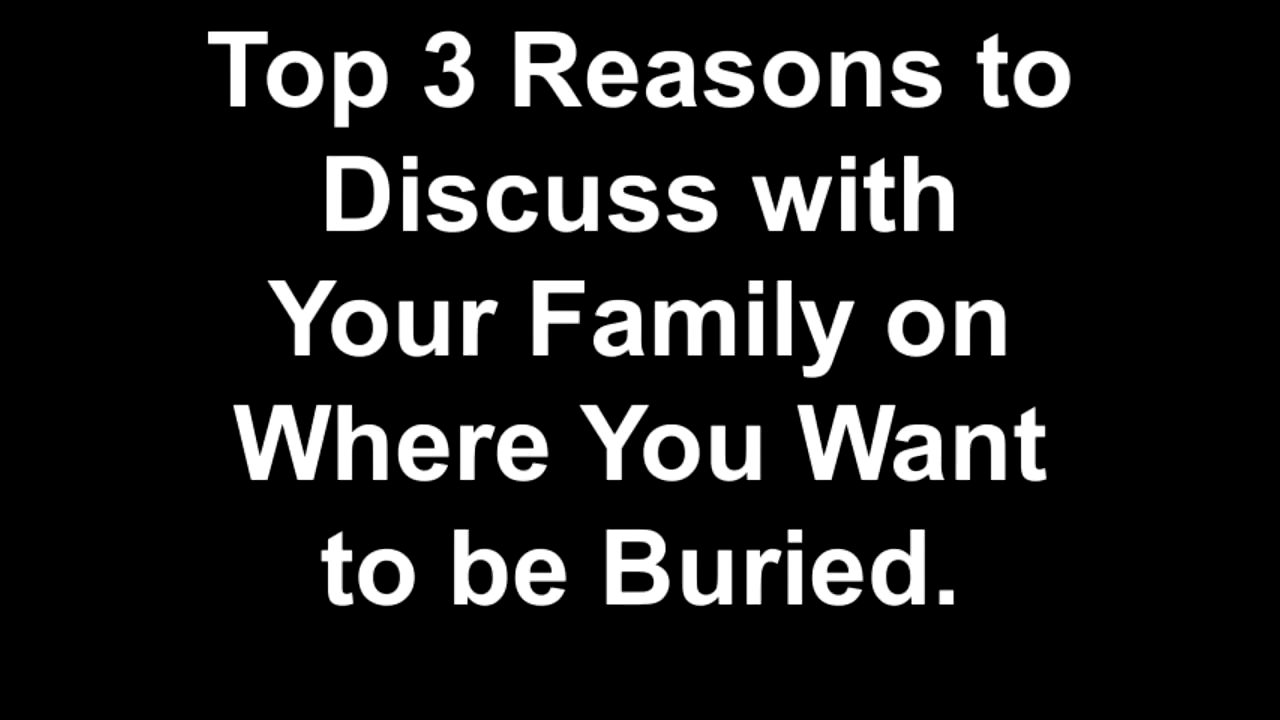 Top 3 Reasons to
Discuss with
Your Family on
Where You Want
to be Buried.